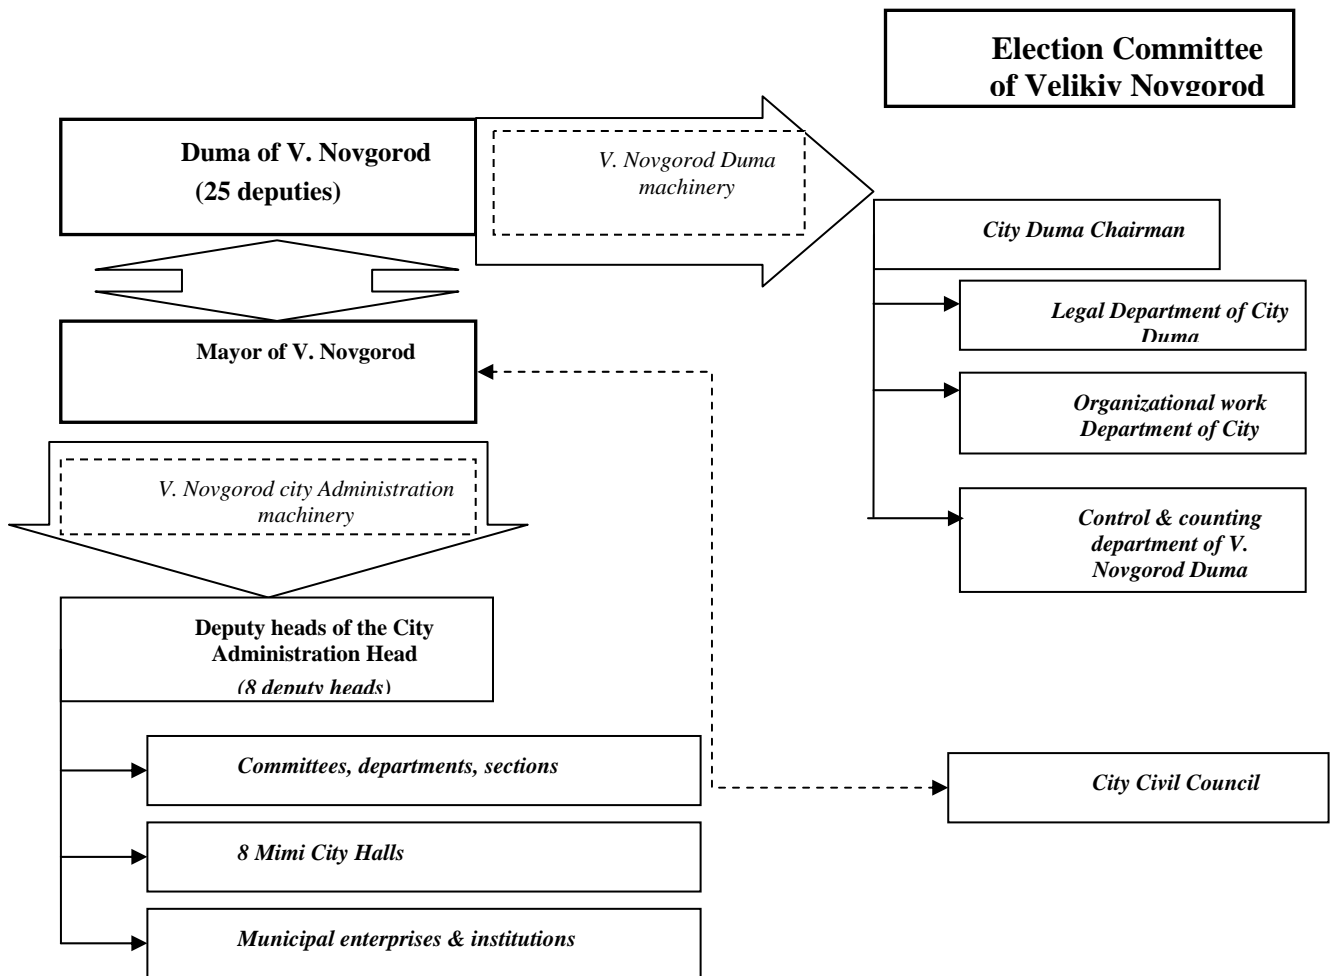 Election Committee
of Velikiy Novgorod
Duma of V. Novgorod
(25 deputies)
V. Novgorod Duma
machinery
City Duma Chairman
Legal Department of City
Duma
Mayor of V. Novgorod
Organizational work
Department of City
V. Novgorod city Administration
machinery
Control & counting
department of V.
Novgorod Duma
Deputy heads of the City
Administration Head
(8 deputy heads)
Committees, departments, sections
City Civil Council
8 Mimi City Halls
Municipal enterprises & institutions